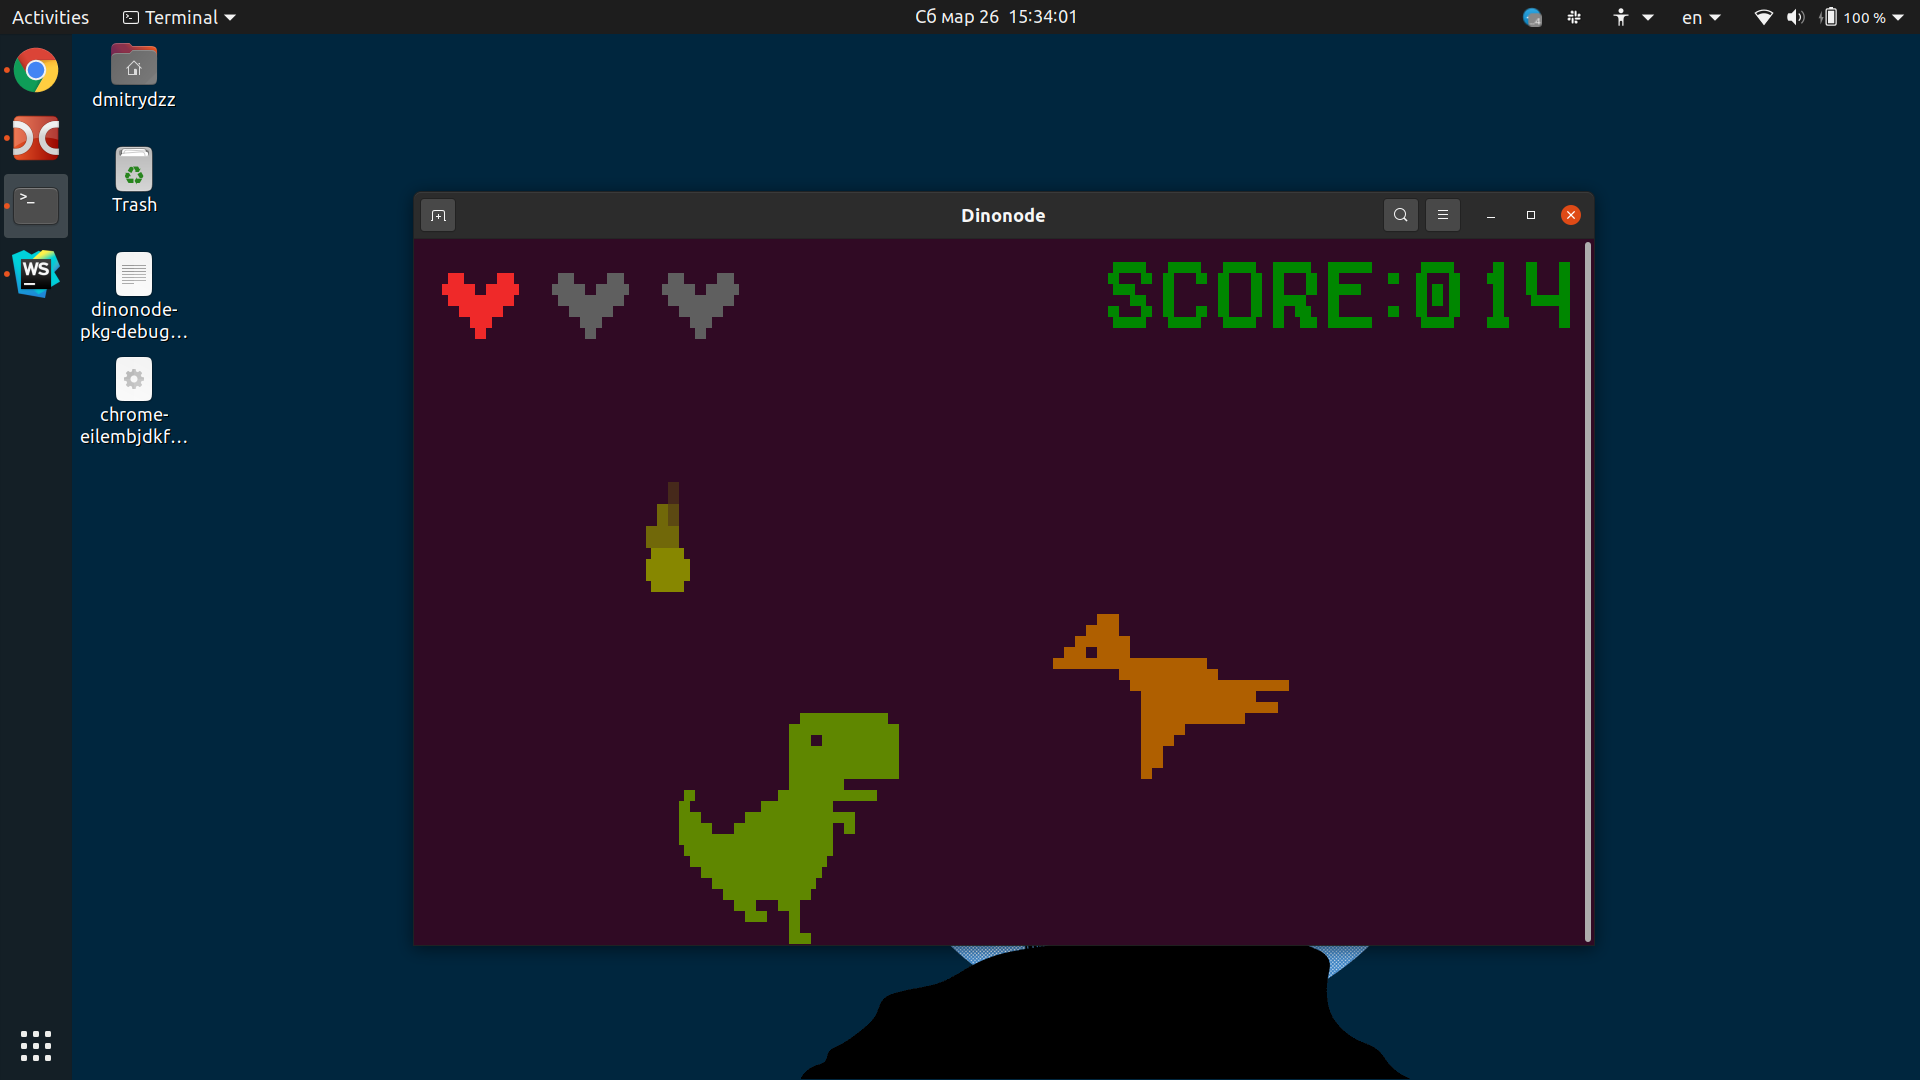 Activities
Terminal
Сб мар 26 15:34:01
en
100 %
dmitrydzz
Trash
dinonode-
pkg-debug…
chrome-
eilembjdkf…
>_
WS
Dinonode
SCORE:014